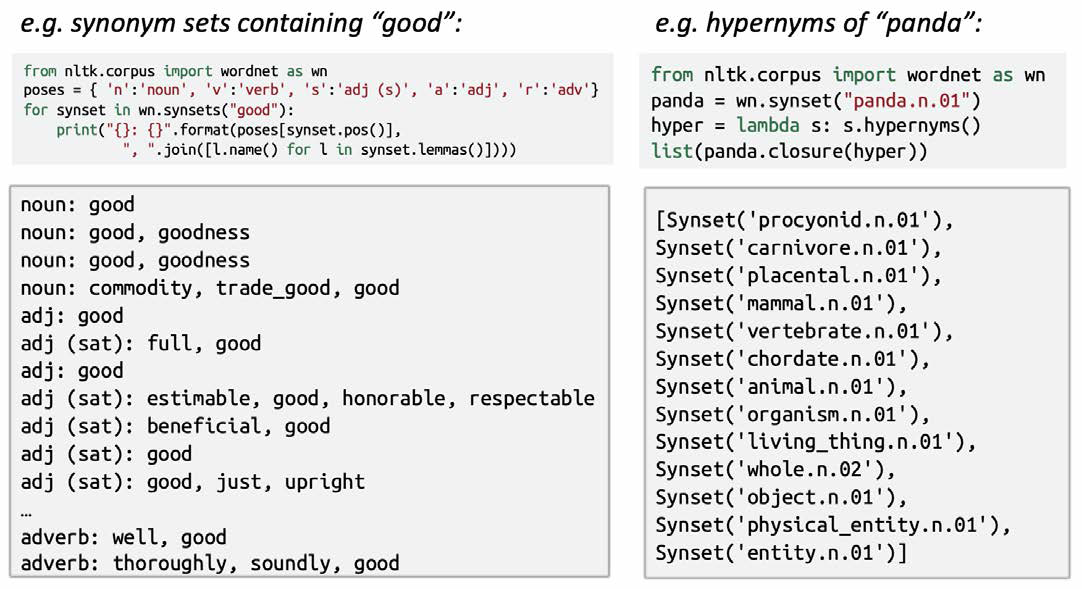 e.g. synonym sets containing “good”:
from nltk.corpus import wordnet as wn
poses = { 'n':'noun', 'v':'verb', 's':'adj (s)', 'a':'adj', 'r':'adv'}
for synset in wn.synsets("good"):
    print("{}: {}".format(poses[synset.pos()],
            ", ".join([l.name() for l in synset.lemmas()])))
noun: good
noun: good, goodness
noun: good, goodness
noun: commodity, trade_good, good
adj: good
adj (sat): full, good
adj: good
adj (sat): estimable, good, honorable, respectable
adj (sat): beneficial, good
adj (sat): good
adj (sat): good, just, upright
…
adverb: well, good
adverb: thoroughly, soundly, good
e.g. hypernyms of “panda”:
from nltk.corpus import wordnet as wn
panda = wn.synset("panda.n.01")
hyper = lambda s: s.hypernyms()
list(panda.closure(hyper))
[Synset('procyonid.n.01'),
Synset('carnivore.n.01'),
Synset('placental.n.01'),
Synset('mammal.n.01'),
Synset('vertebrate.n.01'),
Synset('chordate.n.01'),
Synset('animal.n.01'),
Synset('organism.n.01'),
Synset('living_thing.n.01'),
Synset('whole.n.02'),
Synset('object.n.01'),
Synset('physical_entity.n.01'),
Synset('entity.n.01')]